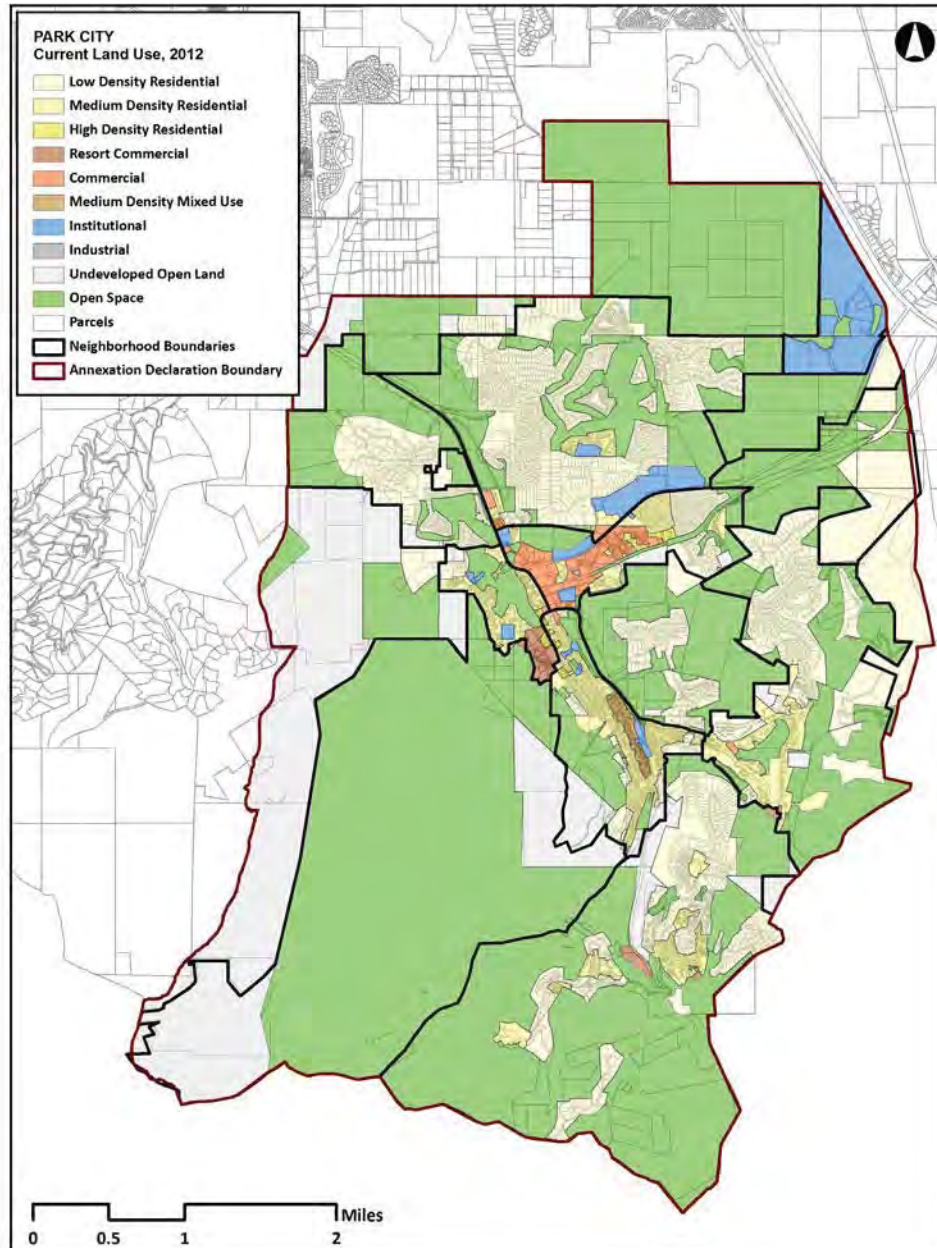 PARK CITY
Current Land Use, 2012
Low Density Residential
Medium Density Residential
High Density Residential
Resort Commercial
Commercial
Medium Density Mixed Use
Institutional
Industrial
Undeveloped Open Land
Open Space
Parcels
Neighborhood Boundaries
Annexation Declaration Boundary
Miles
0 0.5 1 2